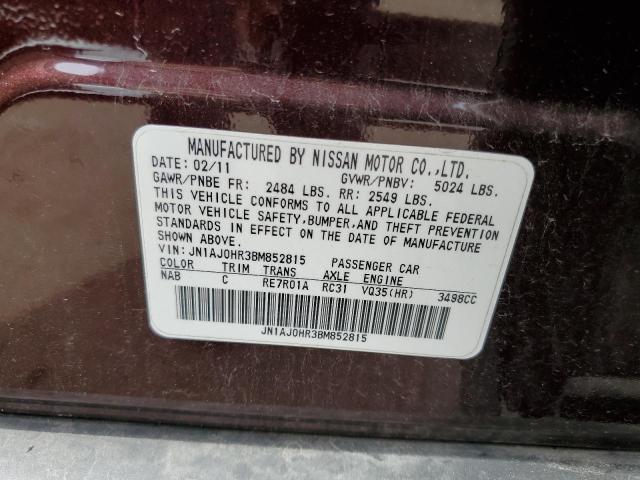 MANUFACTURED BY NISSAN MOTOR CO.,LTD.
DATE: 02/11 GVWR/PNBV: 5024 LBS.
GAWR/PNBE FR: 2484 LBS. RR: 2549 LBS.
THIS VEHICLE CONFORMS TO ALL APPLICABLE FEDERAL
MOTOR VEHICLE SAFETY,BUMPER,AND THEFT PREVENTION
STANDARDS IN EFFECT ON THE DATE OF MANUFACTURE
SHOWN ABOVE.
VIN: JN1AJ0HR3BM852815 PASSENGER CAR
COLOR TRIM TRANS AXLE ENGINE
NAB C RE7R01A RC31 VQ35(HR) 3498CC
JN1AJ0HR3BM852815